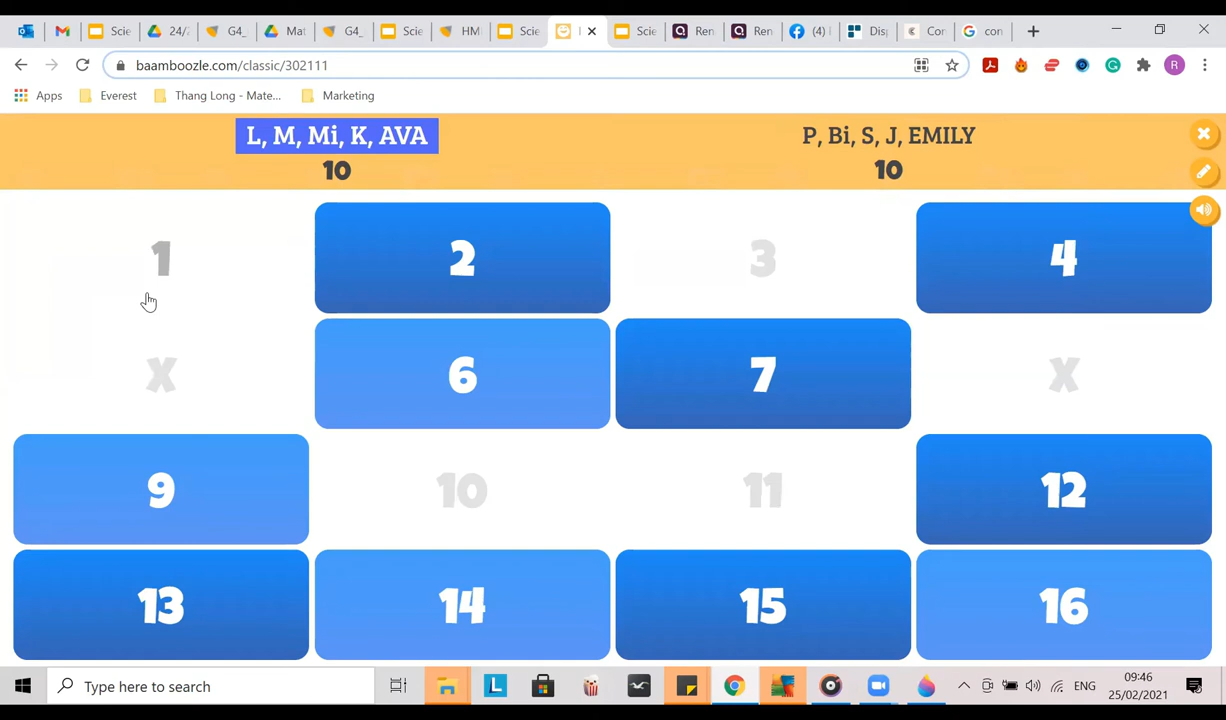 Scie
24/
G4_
Mat
G4_
Scie
HM
Scie
Scie
Ren
Ren
(4)
Disp
Cor
con
baamboozle.com/classic/302111
R
Apps
Everest
Thang Long - Mate...
Marketing
L, M, Mi, K, AVA
P, Bi, S, J, EMILY
10
10
1
2
3
4
X
6
7
X
9
10
11
12
13
14
15
16
Type here to search
L
ENG
09:46
25/02/2021